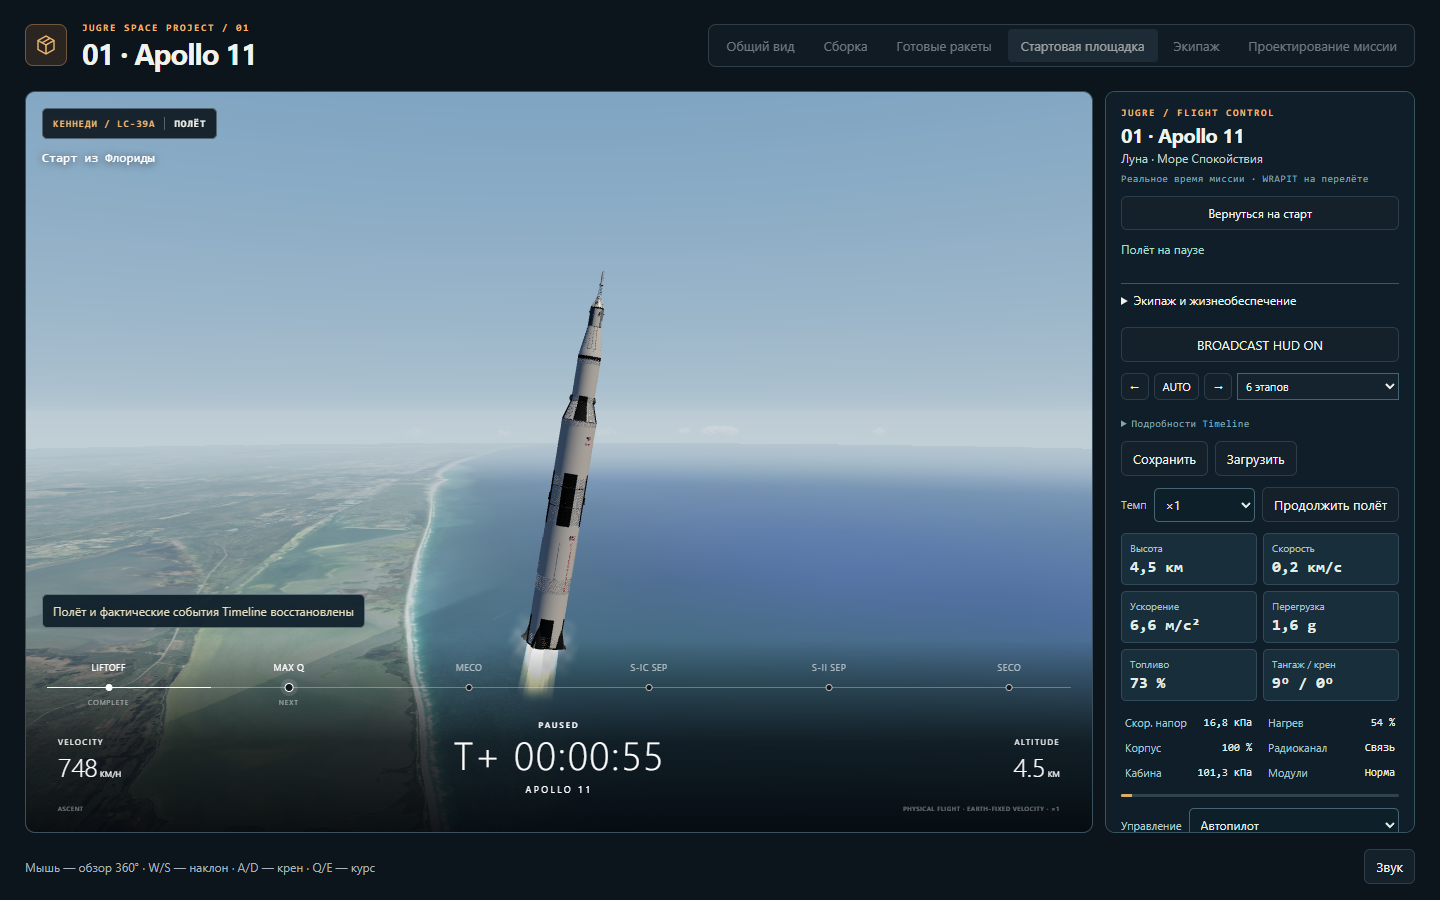 JUGRE SPACE PROJECT / 01
01 · Apollo 11
Общий вид
Сборка
Готовые ракеты
Стартовая площадка
Экипаж
Проектирование миссии
КЕННЕДИ / LC-39A | ПОЛЁТ
Старт из Флориды
Полёт и фактические события Timeline восстановлены
LIFTOFF
MAX Q
MECO
S-IC SEP
S-II SEP
SECO
COMPLETE
NEXT
PAUSED
VELOCITY
748 КМ/Н
T+ 00:00:55
ALTITUDE
4.5 КМ
APOLLO 11
ASCENT
PHYSICAL FLIGHT · EARTH-FIXED VELOCITY · ×1
JUGRE / FLIGHT CONTROL
01 · Apollo 11
Луна · Море Спокойствия
Реальное время миссии · WRAPIT на перелёте
Вернуться на старт
Полёт на паузе
▶ Экипаж и жизнеобеспечение
BROADCAST HUD ON
←
AUTO
→
6 этапов
▶ Подробности Timeline
Сохранить
Загрузить
Темп
×1
Продолжить полёт
Высота
4,5 км
Скорость
0,2 км/с
Ускорение
6,6 м/с²
Перегрузка
1,6 g
Топливо
73 %
Тангаж / крен
9° / 0°
Скор. напор 16,8 кПа
Нагрев 54 %
Корпус 100 %
Радиоканал Связь
Кабина 101,3 кПа
Модули Норма
Управление
Автопилот
Мышь — обзор 360° · W/S — наклон · A/D — крен · Q/E — курс
Звук